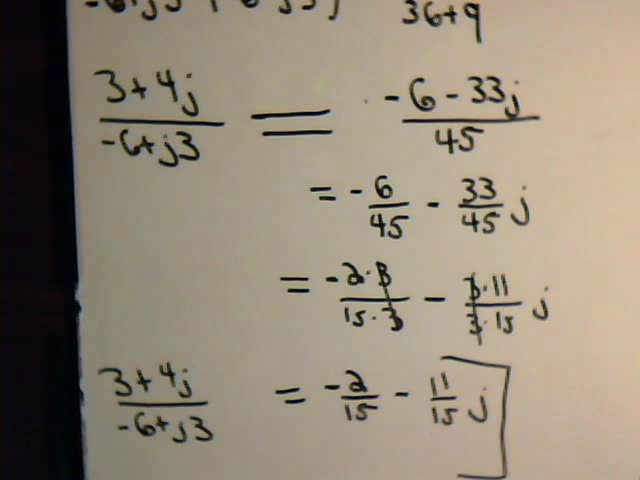 36+9
3+4j / -6+j3 = -6-33j / 45
= -6/45 - 33/45 j
= -2·3 / 15·3 - 3·11 / 3·15 j
3+4j / -6+j3 = -2/15 - 11/15 j